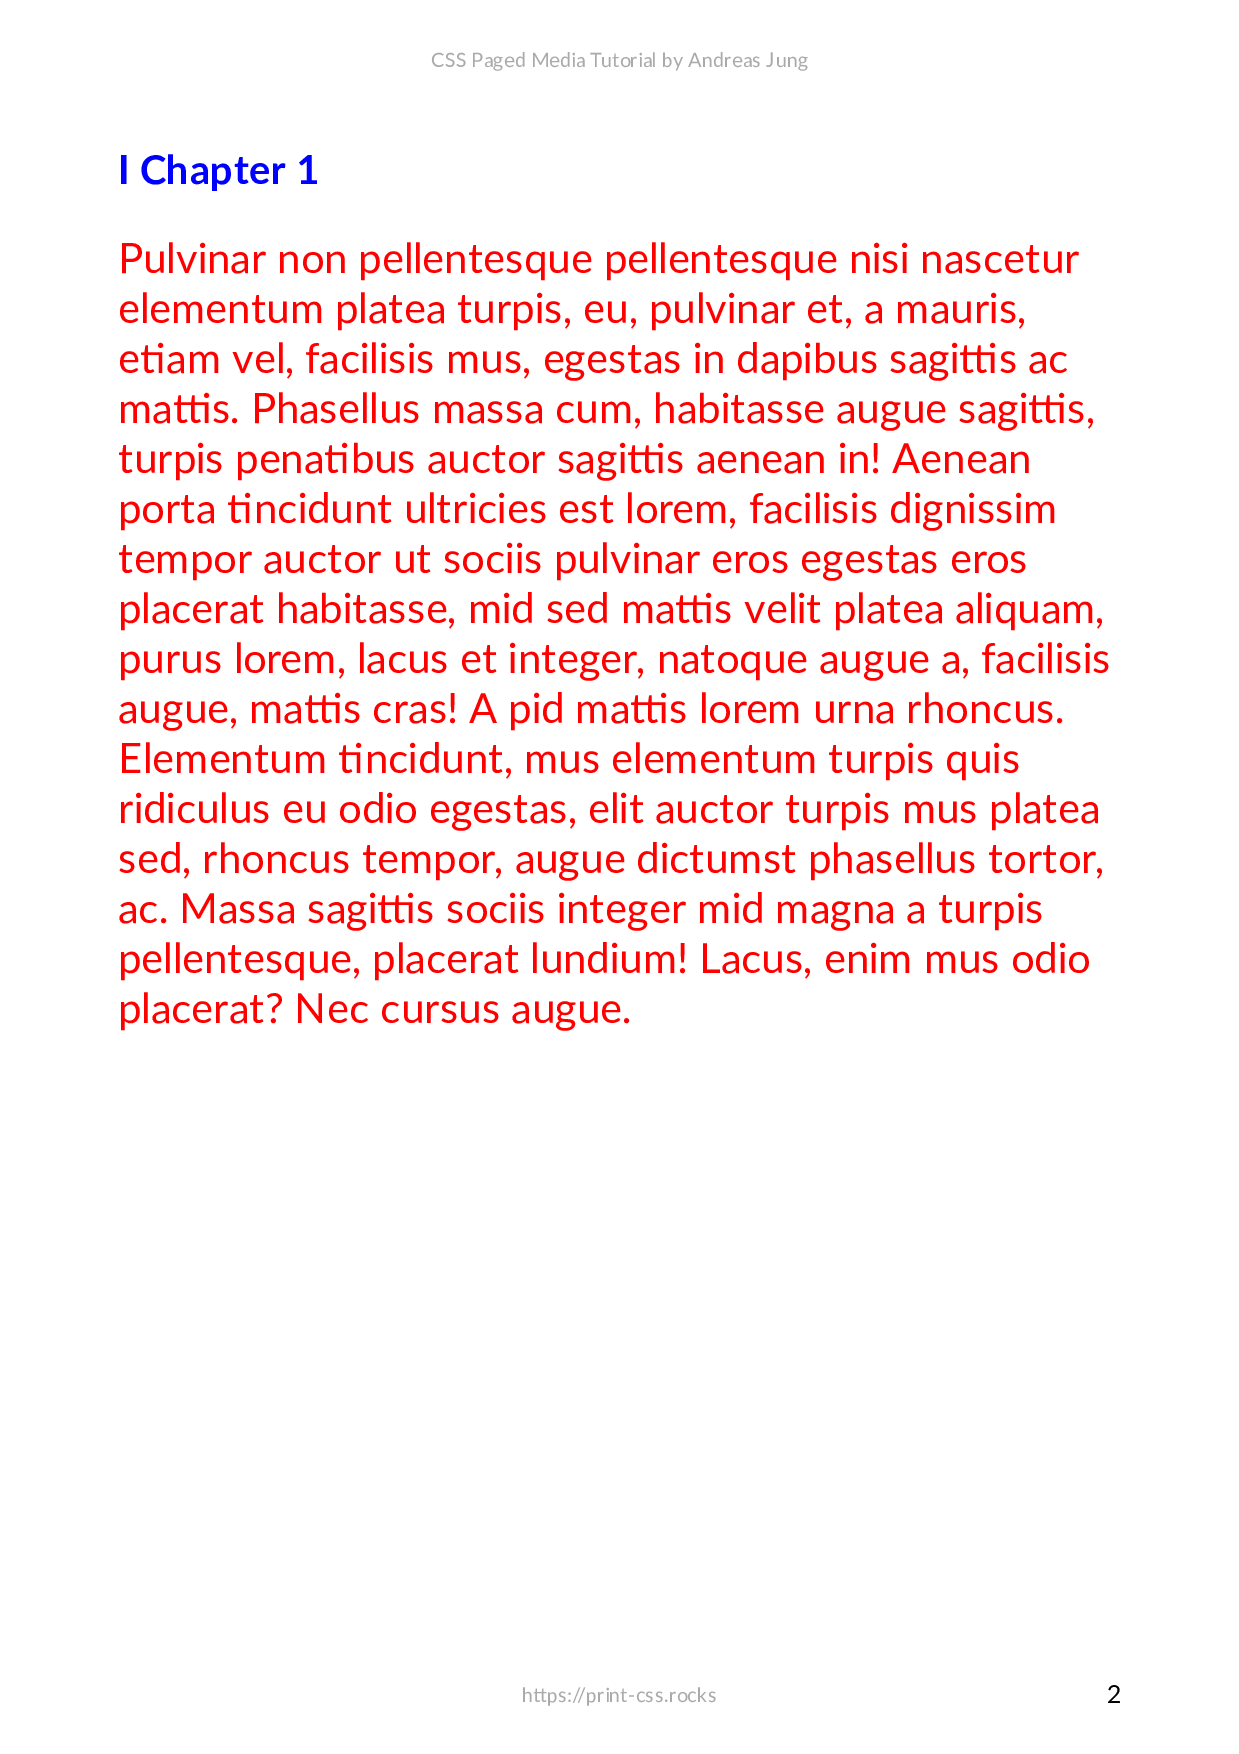 CSS Paged Media Tutorial by Andreas Jung
I Chapter 1
Pulvinar non pellentesque pellentesque nisi nascetur
elementum platea turpis, eu, pulvinar et, a mauris,
etiam vel, facilisis mus, egestas in dapibus sagittis ac
mattis. Phasellus massa cum, habitasse augue sagittis,
turpis penatibus auctor sagittis aenean in! Aenean
porta tincidunt ultricies est lorem, facilisis dignissim
tempor auctor ut sociis pulvinar eros egestas eros
placerat habitasse, mid sed mattis velit platea aliquam,
purus lorem, lacus et integer, natoque augue a, facilisis
augue, mattis cras! A pid mattis lorem urna rhoncus.
Elementum tincidunt, mus elementum turpis quis
ridiculus eu odio egestas, elit auctor turpis mus platea
sed, rhoncus tempor, augue dictumst phasellus tortor,
ac. Massa sagittis sociis integer mid magna a turpis
pellentesque, placerat lundium! Lacus, enim mus odio
placerat? Nec cursus augue.
https://print-css.rocks
2